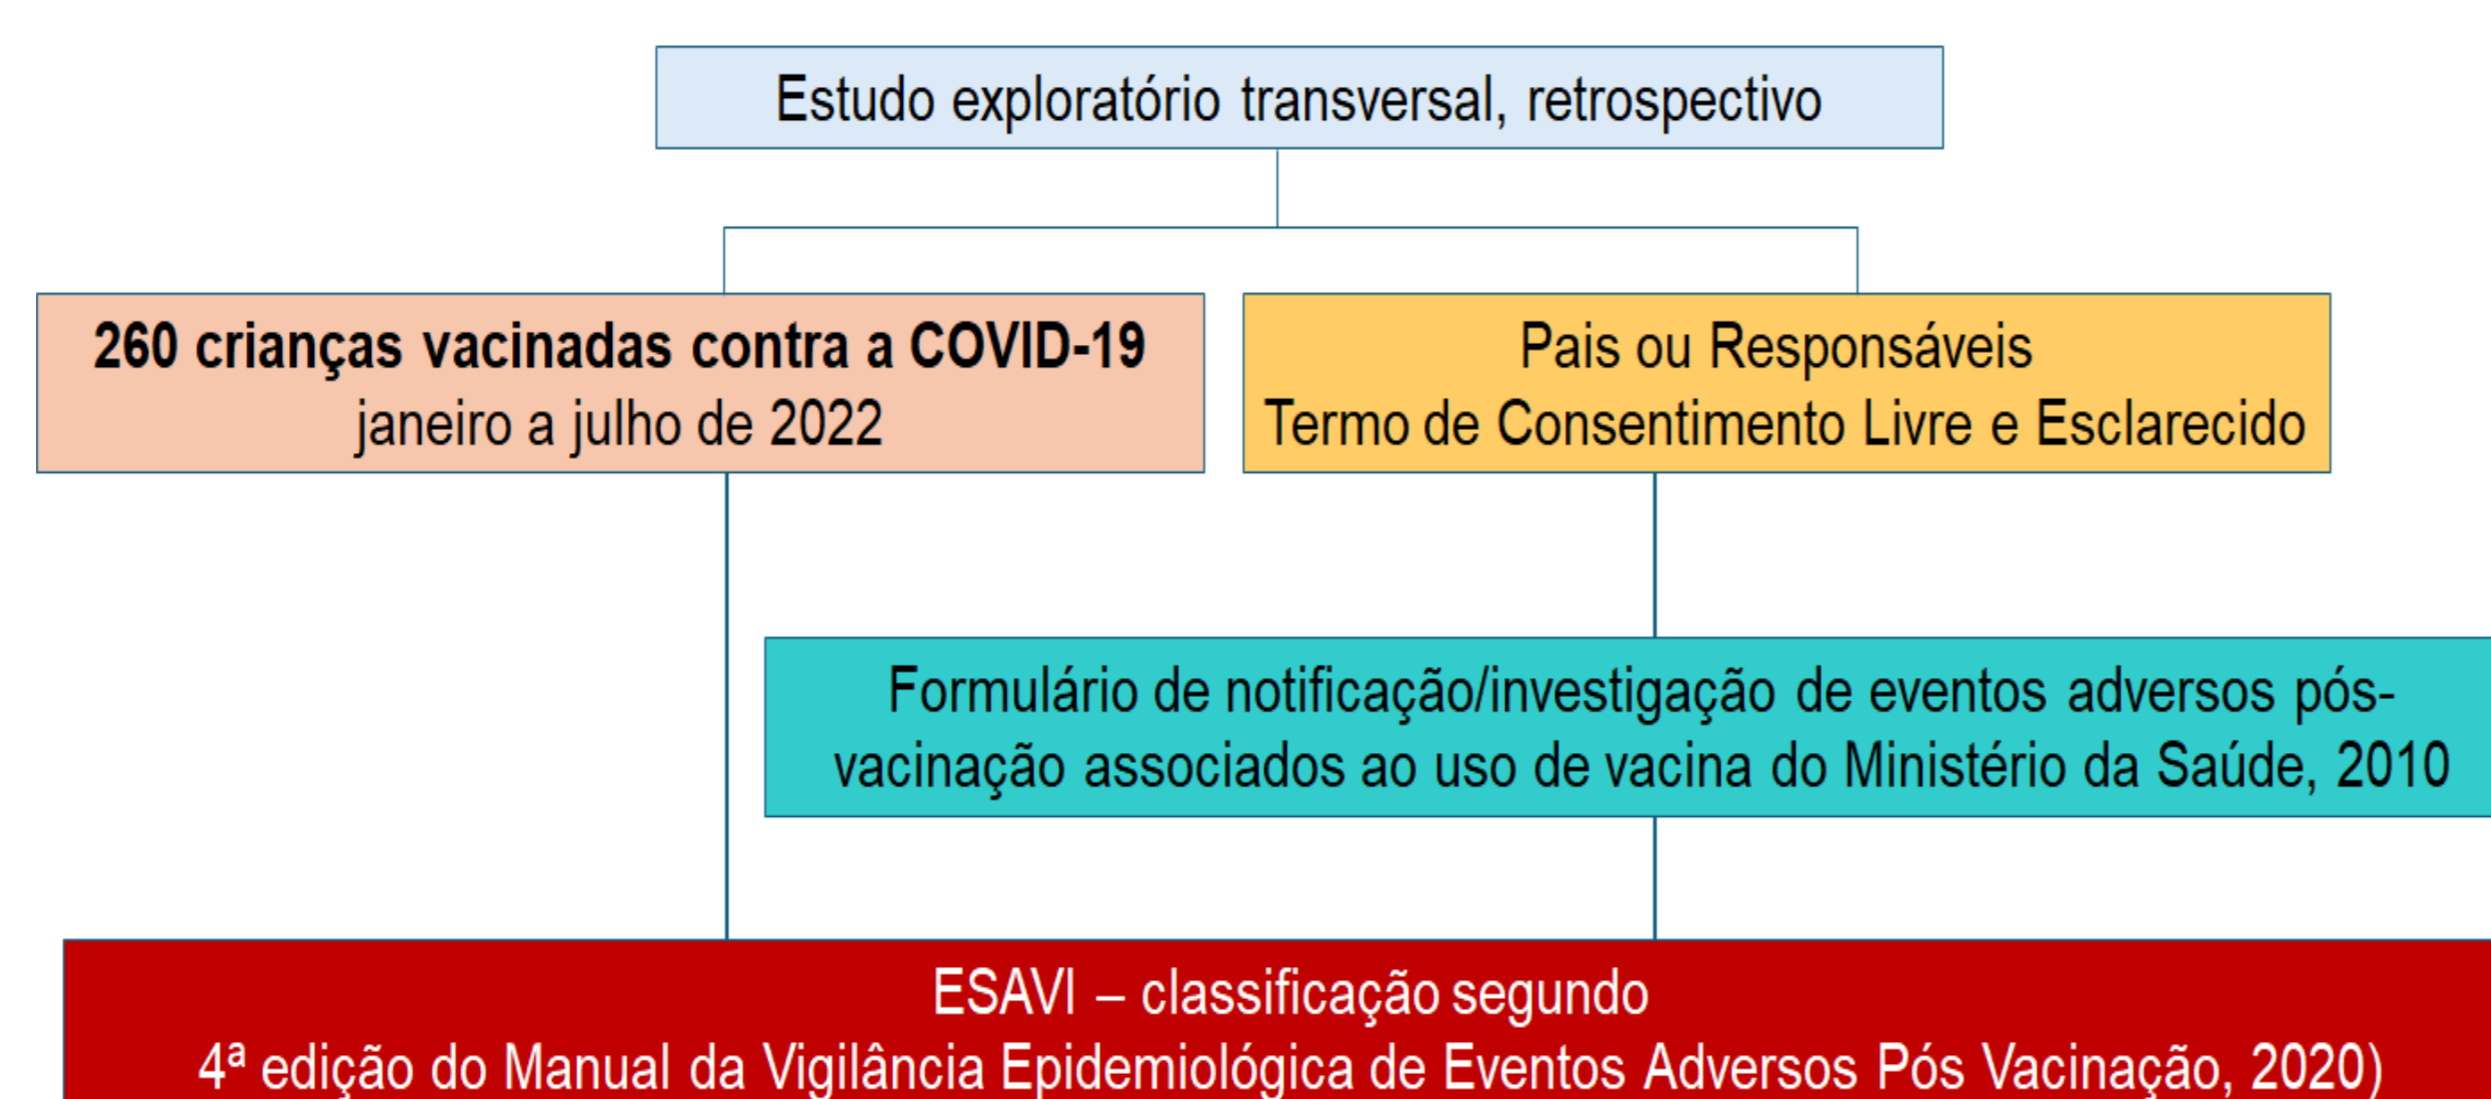 Estudo exploratório transversal, retrospectivo
260 crianças vacinadas contra a COVID-19
janeiro a julho de 2022
Pais ou Responsáveis
Termo de Consentimento Livre e Esclarecido
Formulário de notificação/investigação de eventos adversos pós-
vacinação associados ao uso de vacina do Ministério da Saúde, 2010
ESAVI – classificação segundo
4ª edição do Manual da Vigilância Epidemiológica de Eventos Adversos Pós Vacinação, 2020)